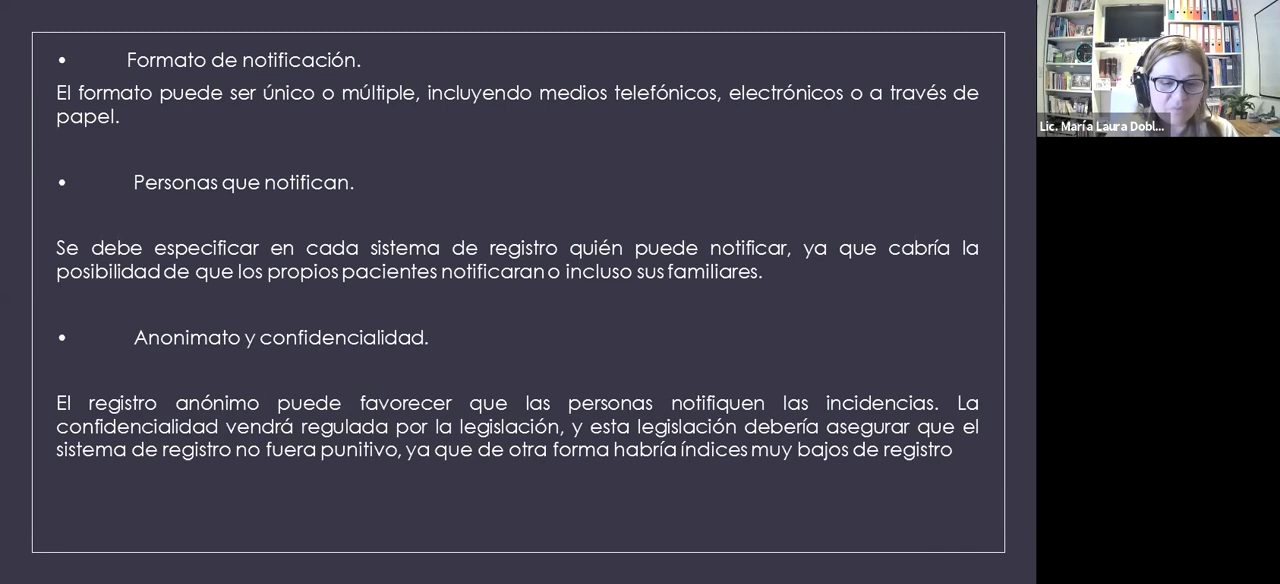 • Formato de notificación.
El formato puede ser único o múltiple, incluyendo medios telefónicos, electrónicos o a través de
papel.
• Personas que notifican.
Se debe especificar en cada sistema de registro quién puede notificar, ya que cabría la
posibilidad de que los propios pacientes notificaran o incluso sus familiares.
• Anonimato y confidencialidad.
El registro anónimo puede favorecer que las personas notifiquen las incidencias. La
confidencialidad vendrá regulada por la legislación, y esta legislación debería asegurar que el
sistema de registro no fuera punitivo, ya que de otra forma habría índices muy bajos de registro
Lic. María Laura Dobl...